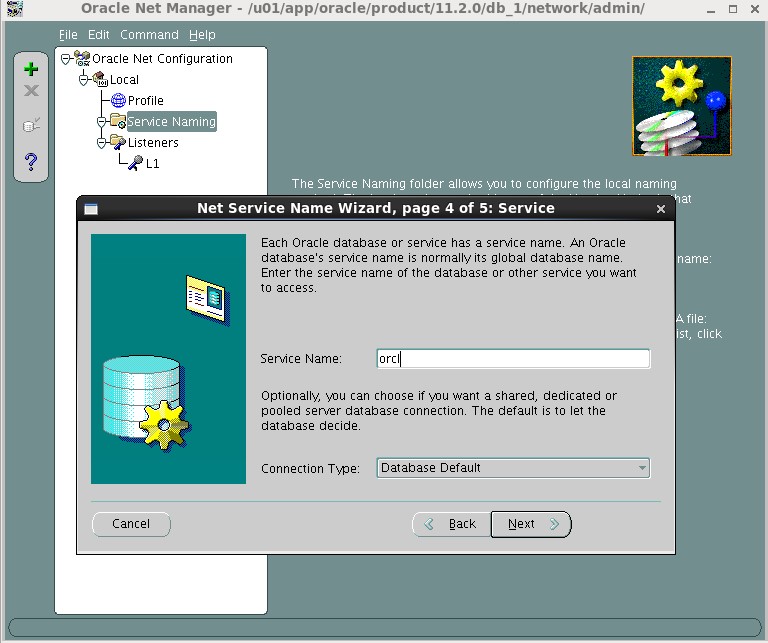 Oracle Net Manager - /u01/app/oracle/product/11.2.0/db_1/network/admin/
File Edit Command Help
Oracle Net Configuration
Local
Profile
Service Naming
Listeners
L1
The Service Naming folder allows you to configure the local naming
hat
name:
A file:
ist, click
Net Service Name Wizard, page 4 of 5: Service
Each Oracle database or service has a service name. An Oracle
database's service name is normally its global database name.
Enter the service name of the database or other service you want
to access.
Service Name: orcl
Optionally, you can choose if you want a shared, dedicated or
pooled server database connection. The default is to let the
database decide.
Connection Type: Database Default
Cancel Back Next